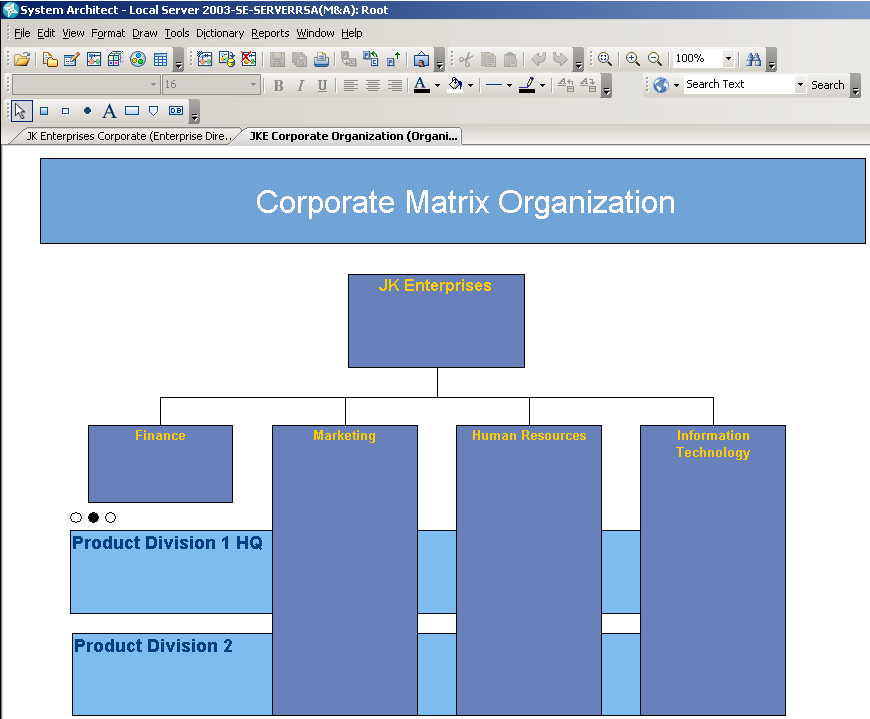 System Architect - Local Server 2003-SE-SERVERRSA(M&A): Root
File Edit View Format Draw Tools Dictionary Reports Window Help
100%
16 B I U A Search Text Search
A DB
JK Enterprises Corporate (Enterprise Dire.. JKE Corporate Organization (Organi...
Corporate Matrix Organization
JK Enterprises
Finance Marketing Human Resources Information
Technology
Product Division 1 HQ
Product Division 2